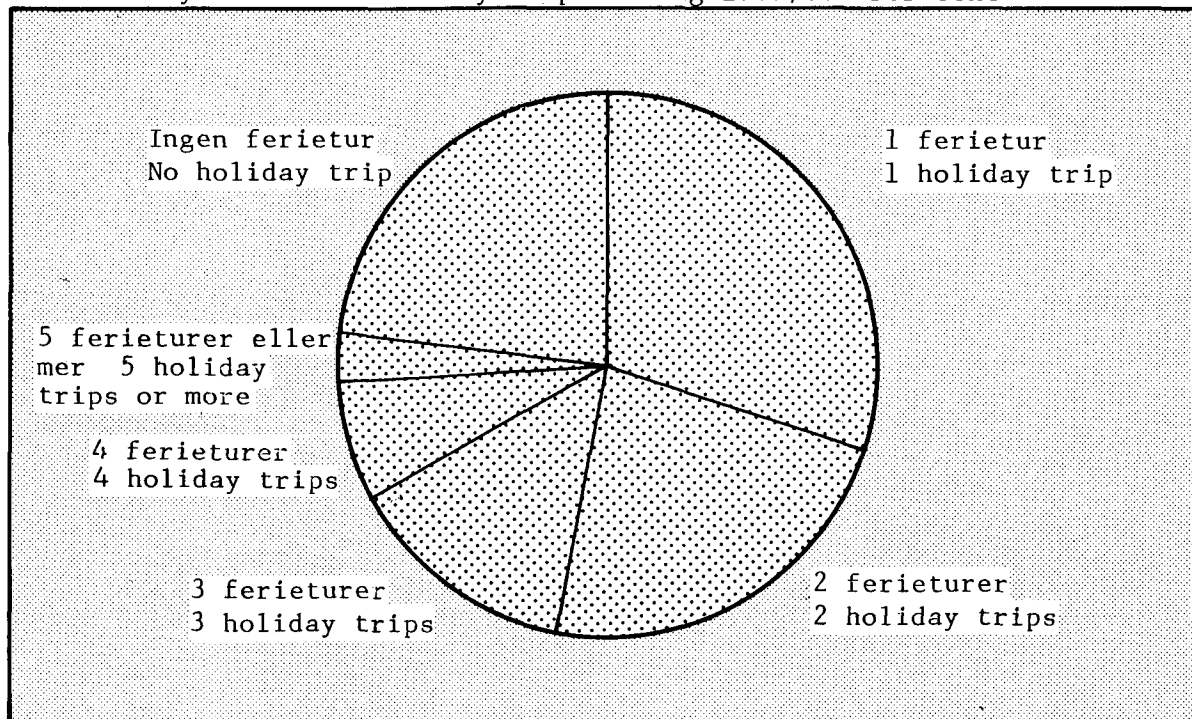 Ingen ferietur
No holiday trip
1 ferietur
1 holiday trip
5 ferieturer eller
mer 5 holiday
trips or more
4 ferieturer
4 holiday trips
3 ferieturer
3 holiday trips
2 ferieturer
2 holiday trips